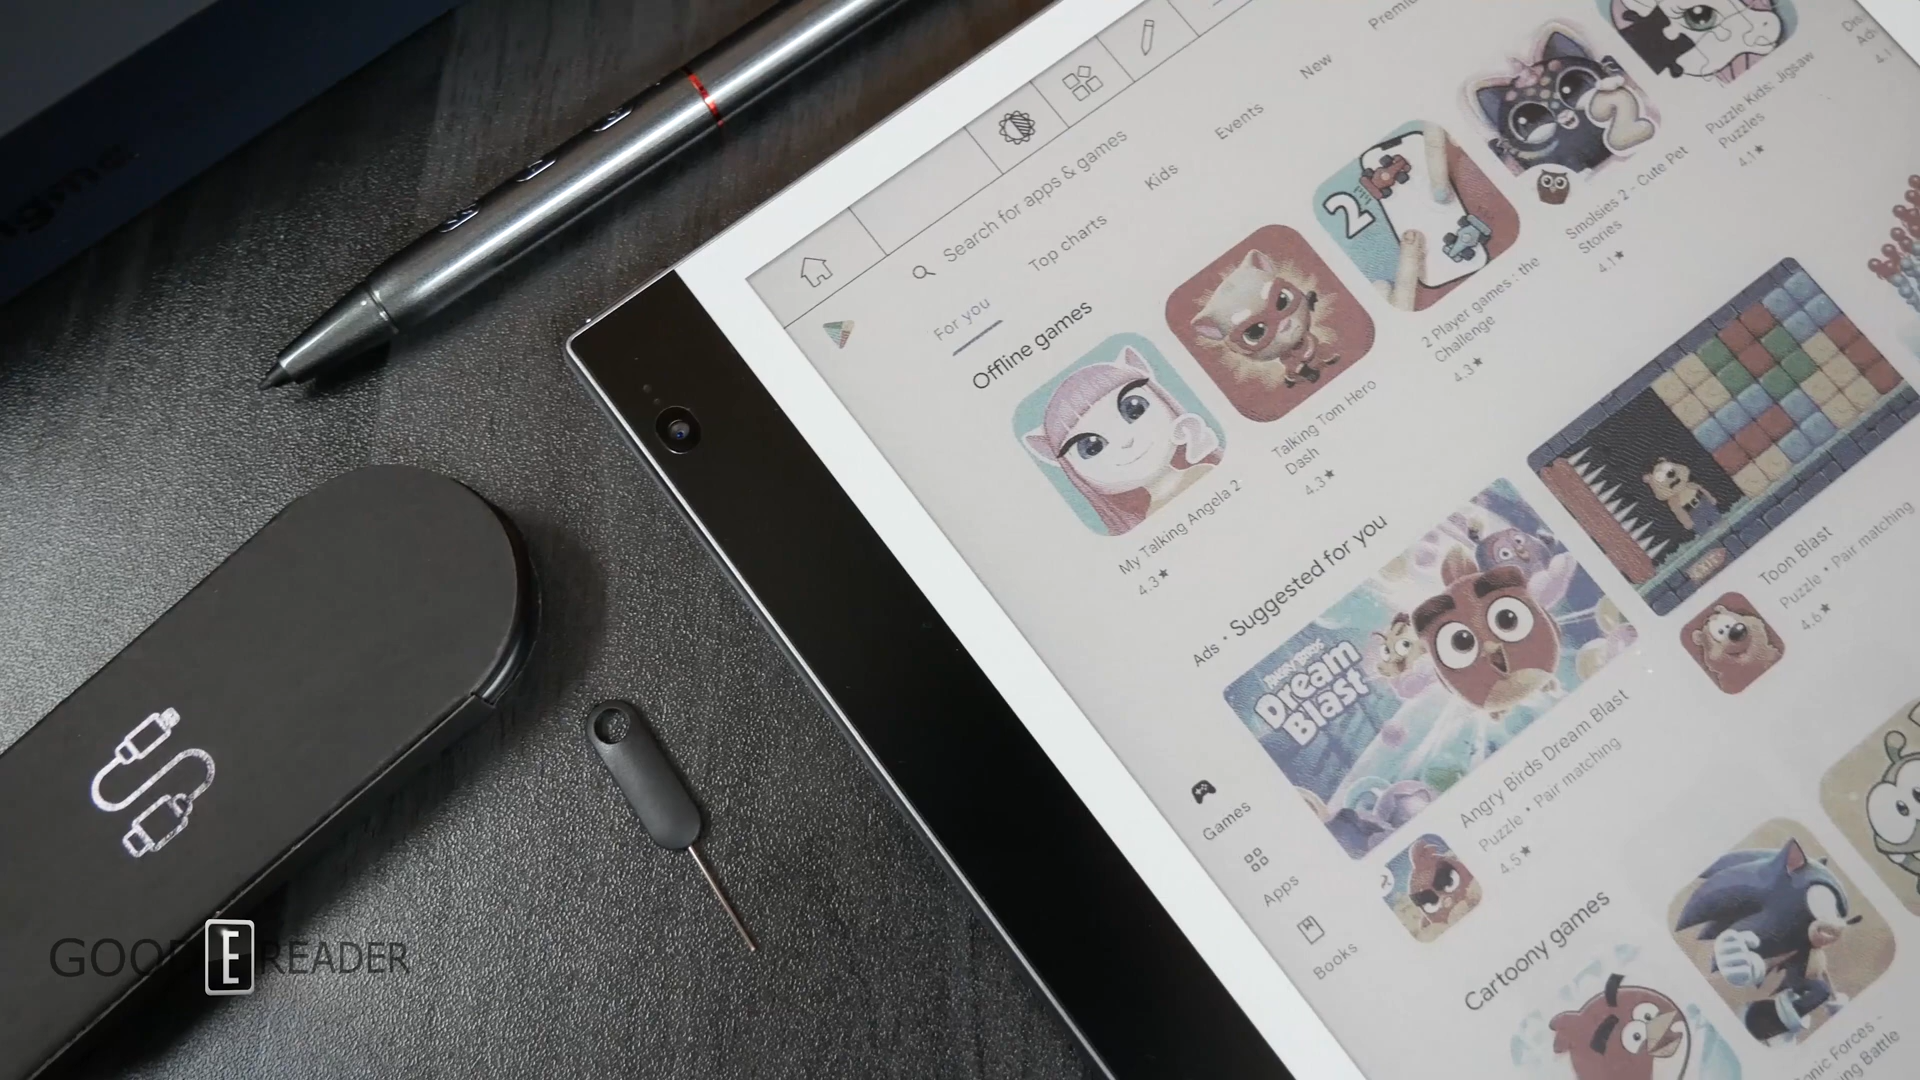 Search for apps & games
For you
Top charts
Kids
Events
New
Offline games
My Talking Angela 2
4.3★
Talking Tom Hero
Dash
4.3★
2
2 Player games : the
Challenge
4.3★
2
Smolsies 2 - Cute Pet
Stories
4.1★
Puzzle Kids: Jigsaw
Puzzles
4.1★
Ads • Suggested for you
Dream
Blast
Angry Birds Dream Blast
Puzzle • Pair matching
4.5★
Toon Blast
Puzzle • Pair matching
4.6★
Games
Apps
Books
Cartoony games
GOOD E READER